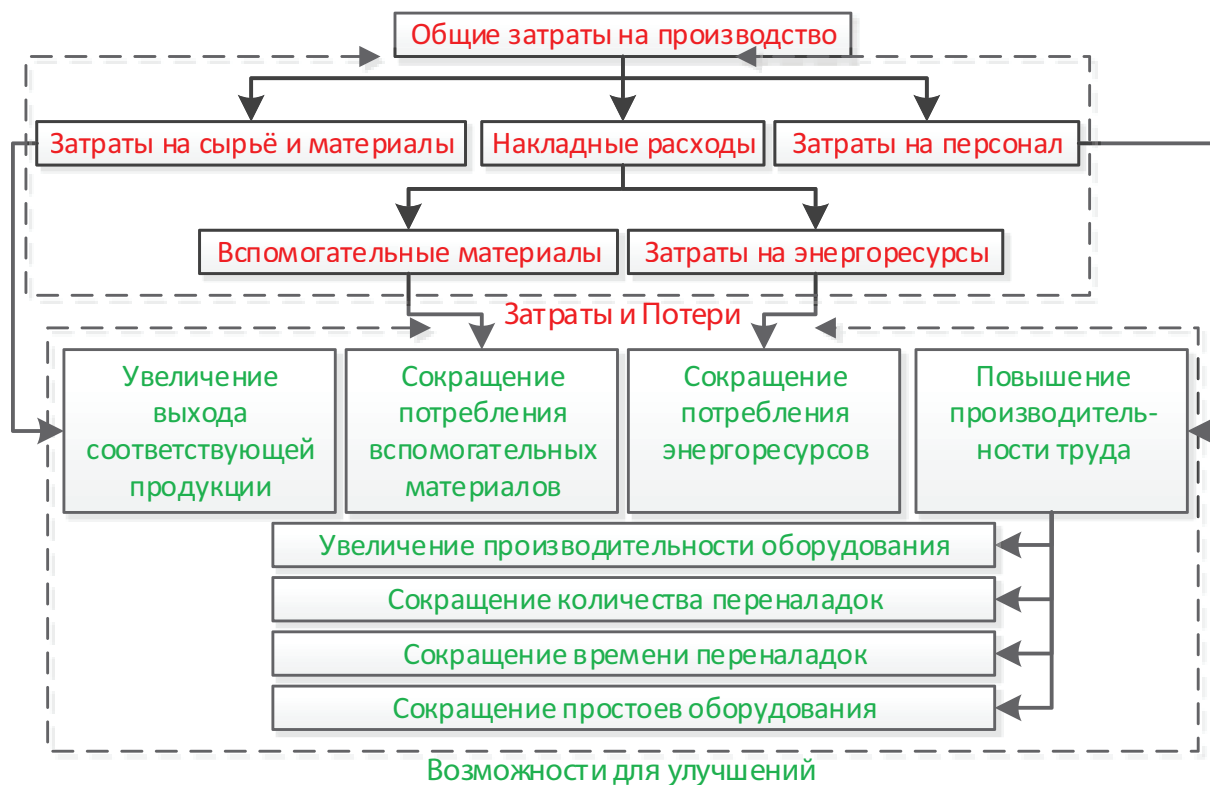 Общие затраты на производство
Затраты на сырьё и материалы
Накладные расходы
Затраты на персонал
Вспомогательные материалы
Затраты на энергоресурсы
Затраты и Потери
Увеличение
выхода
соответствующей
продукции
Сокращение
потребления
вспомогательных
материалов
Сокращение
потребления
энергоресурсов
Повышение
производитель-
ности труда
Увеличение производительности оборудования
Сокращение количества переналадок
Сокращение времени переналадок
Сокращение простоев оборудования
Возможности для улучшений